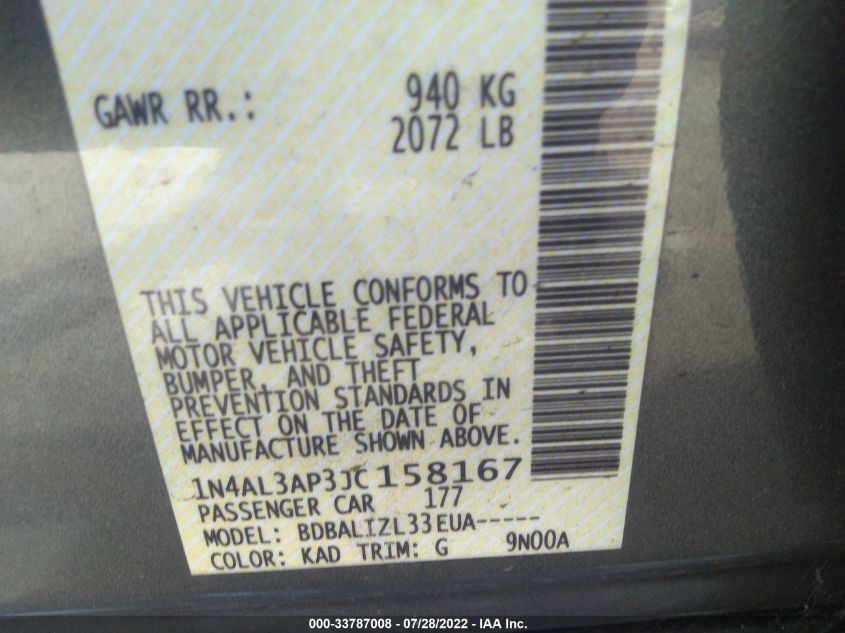 GAWR RR.: 940 KG
2072 LB
THIS VEHICLE CONFORMS TO
ALL APPLICABLE FEDERAL
MOTOR VEHICLE SAFETY,
BUMPER, AND THEFT
PREVENTION STANDARDS IN
EFFECT ON THE DATE OF
MANUFACTURE SHOWN ABOVE.
1N4AL3AP3JC158167
PASSENGER CAR 177
MODEL: BDBALIZL33EUA-----
COLOR: KAD TRIM: G 9N00A
000-33787008 - 07/28/2022 - IAA Inc.